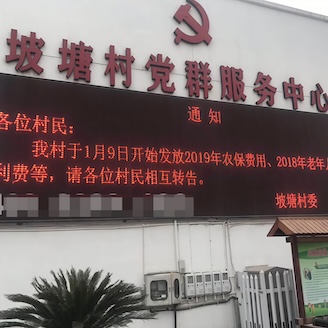 坡塘村党群服务中心
通 知
各位村民：
我村于1月9日开始发放2019年农保费用、2018年老年
利费等，请各位村民相互转告。
坡塘村委